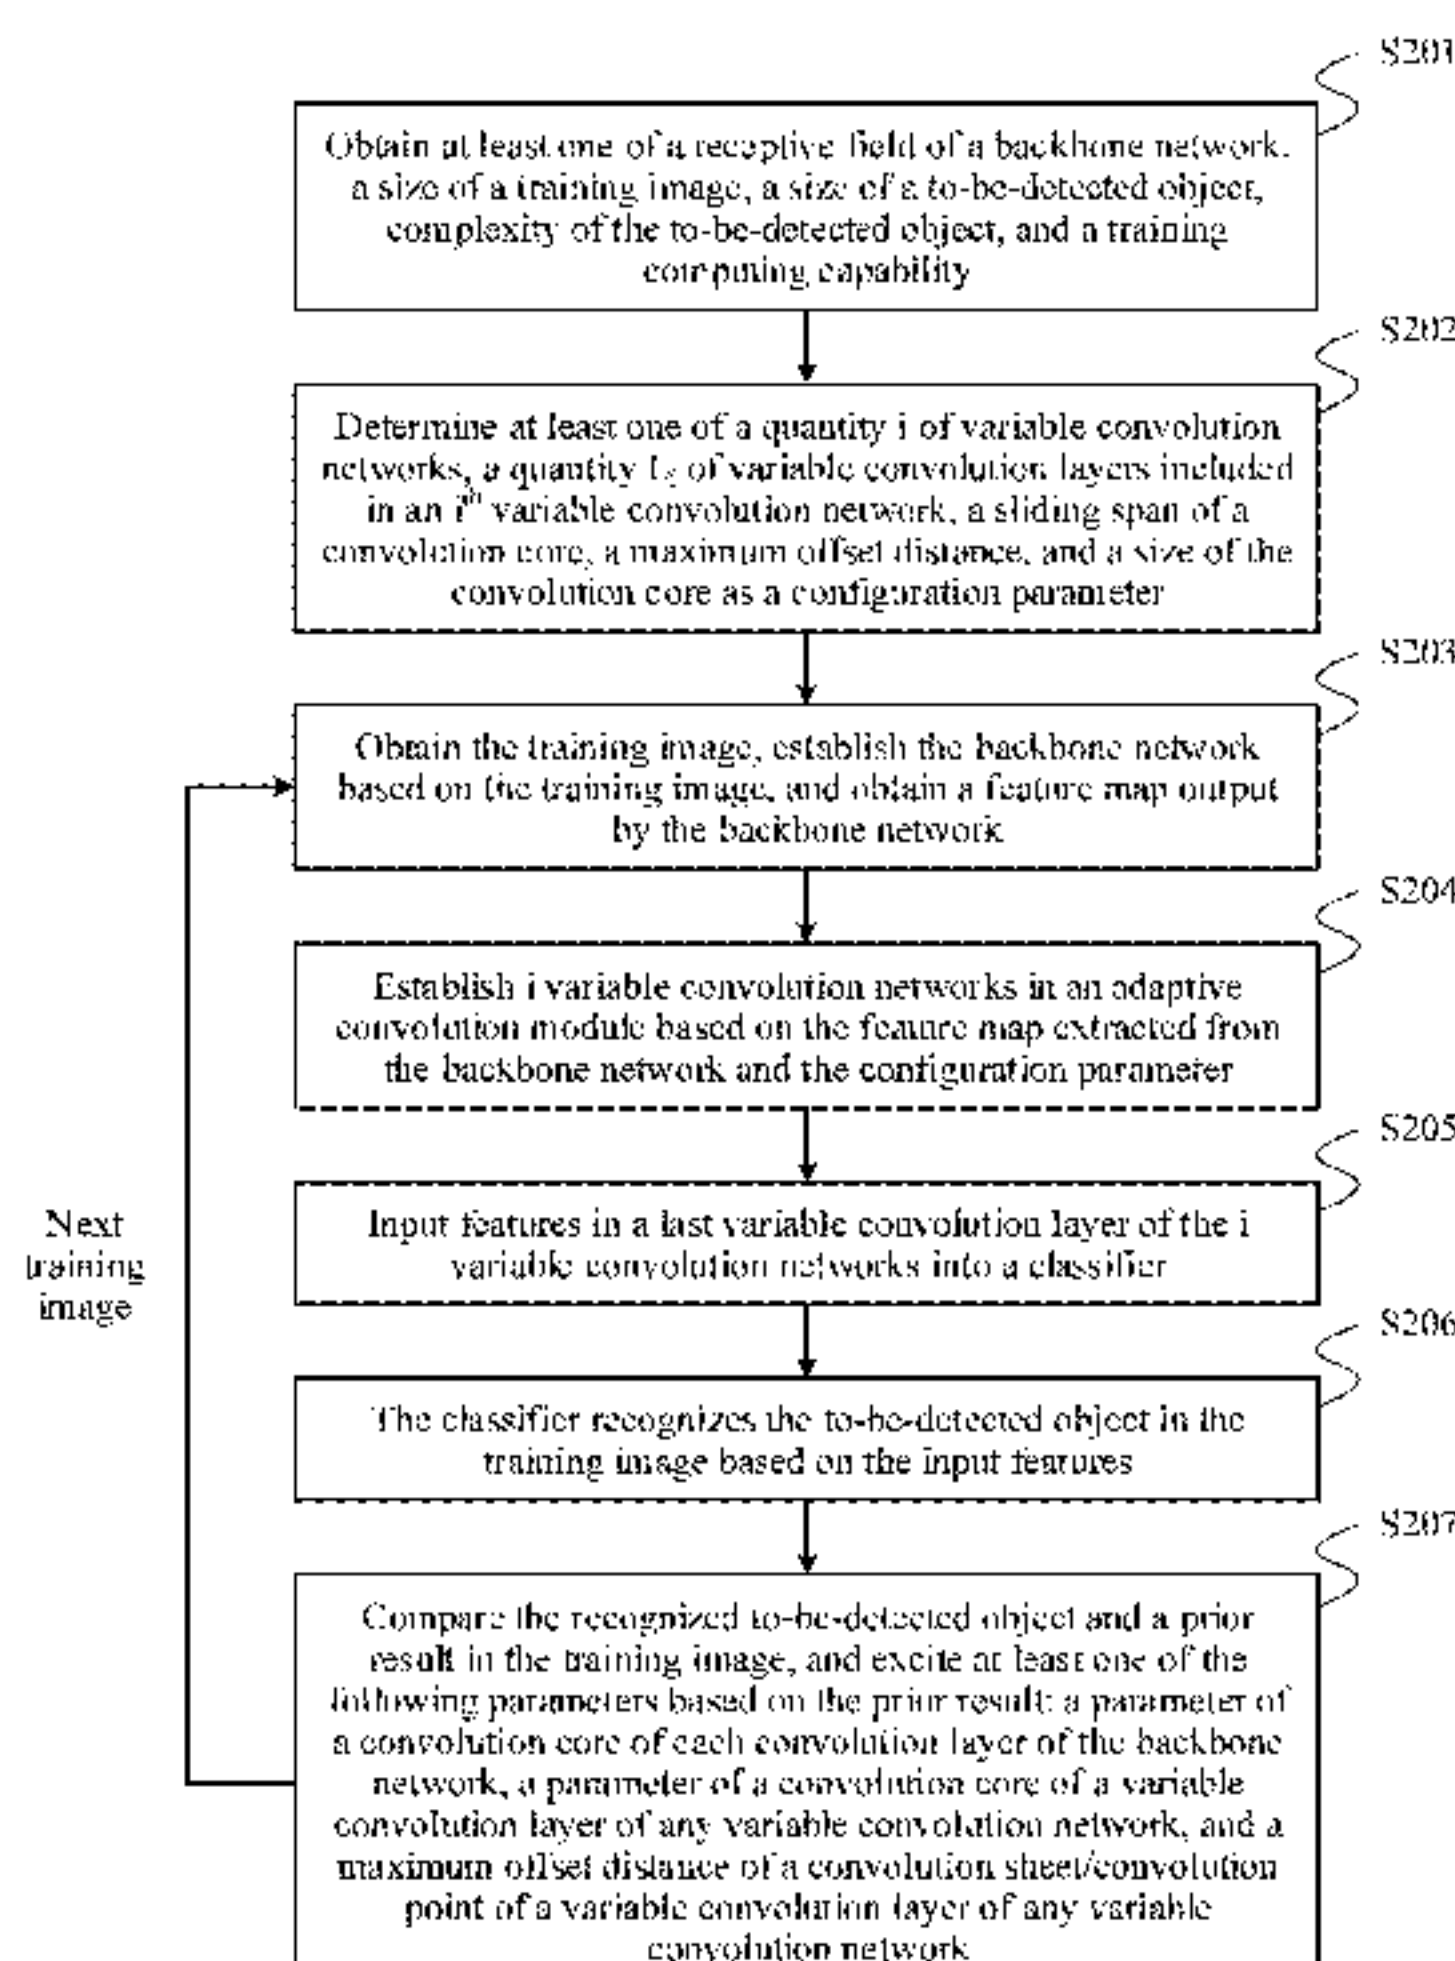 S201
Obtain at least one of a receptive field of a backbone network,
a size of a training image, a size of a to-be-detected object,
complexity of the to-be-detected object, and a training
computing capability
S202
Determine at least one of a quantity i of variable convolution
networks, a quantity Lᵢ of variable convolution layers included
in an iᵗʰ variable convolution network, a sliding span of a
convolution core, a maximum offset distance, and a size of the
convolution core as a configuration parameter
S203
Obtain the training image, establish the backbone network
based on the training image, and obtain a feature map output
by the backbone network
S204
Establish i variable convolution networks in an adaptive
convolution module based on the feature map extracted from
the backbone network and the configuration parameter
S205
Input features in a last variable convolution layer of the i
variable convolution networks into a classifier
Next
training
image
S206
The classifier recognizes the to-be-detected object in the
training image based on the input features
S207
Compare the recognized to-be-detected object and a prior
result in the training image, and excite at least one of the
following parameters based on the prior result: a parameter of
a convolution core of each convolution layer of the backbone
network, a parameter of a convolution core of a variable
convolution layer of any variable convolution network, and a
maximum offset distance of a convolution sheet/convolution
point of a variable convolution layer of any variable
convolution network